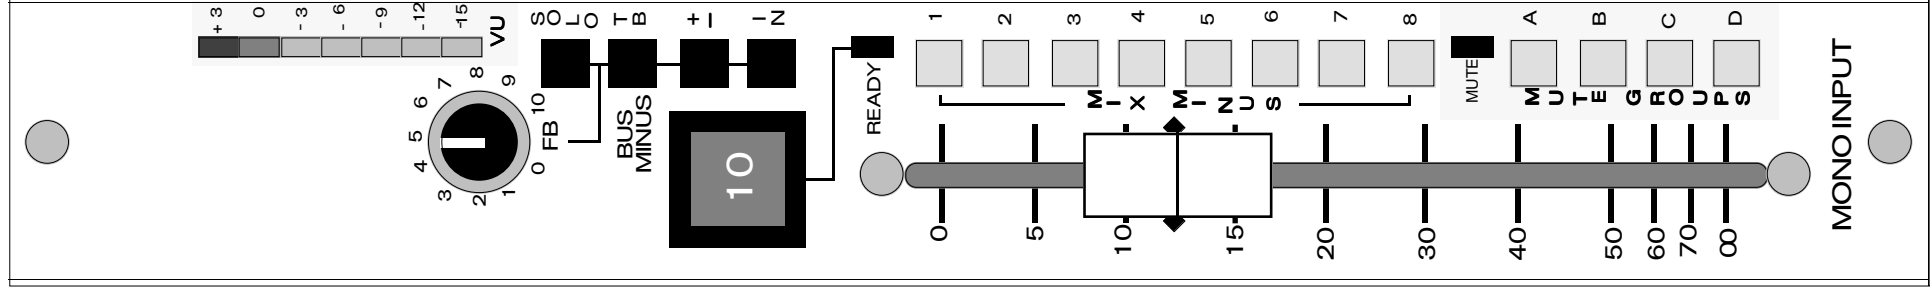 +3 0 -3 -6 -9 -12 -15
VU
SOLO
TB
+ –
IN
1 2 3 4 5 6 7 8
MIX MINUS
MUTE
A B C D
MUTE GROUPS
READY
0 1 2 3 4 5 6 7 8 9 10
FB
BUS
MINUS
10
0 5 10 15 20 30 40 50 60 70 00
MONO INPUT